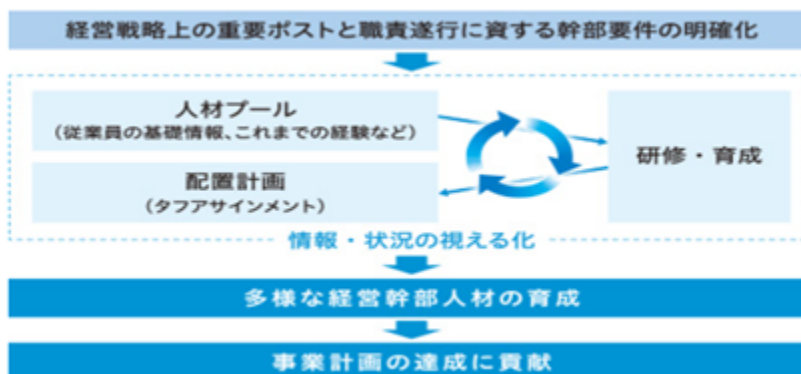 経営戦略上の重要ポストと職責遂行に資する幹部要件の明確化
人材プール
(従業員の基礎情報、これまでの経験など)
配置計画
(タフアサインメント)
研修・育成
情報・状況の視える化
多様な経営幹部人材の育成
事業計画の達成に貢献